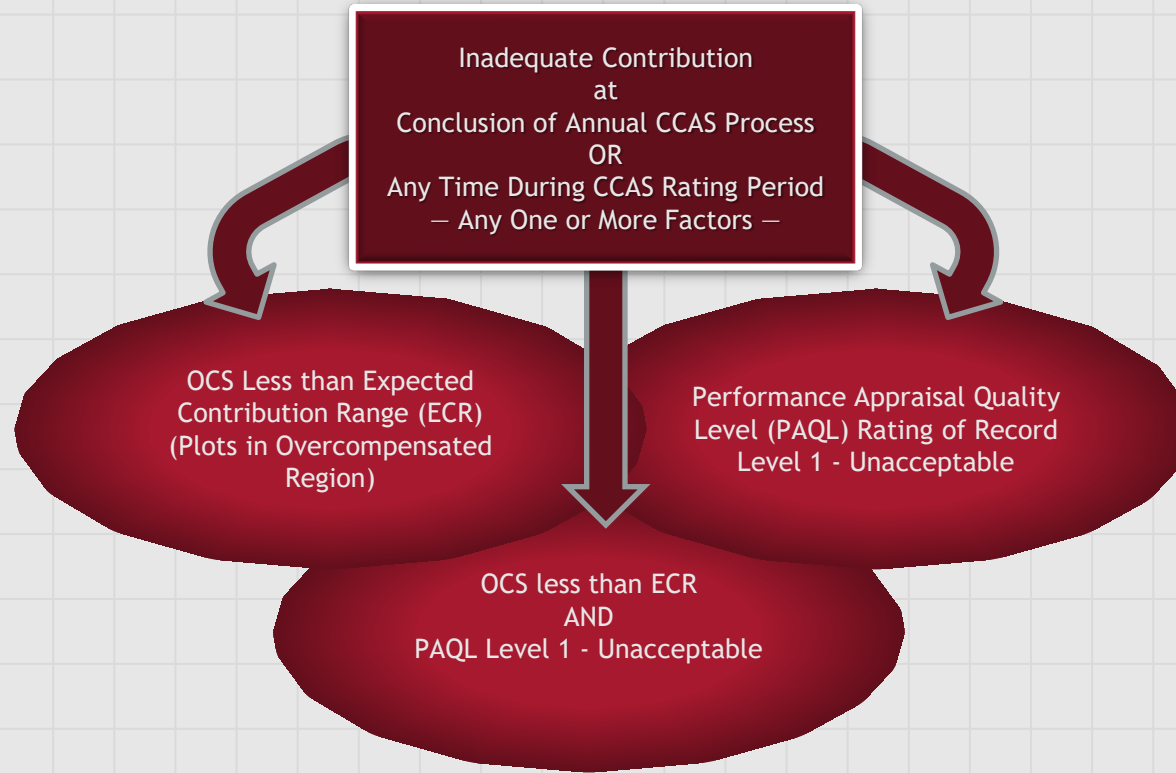 Inadequate Contribution
at
Conclusion of Annual CCAS Process
OR
Any Time During CCAS Rating Period
— Any One or More Factors —
OCS Less than Expected
Contribution Range (ECR)
(Plots in Overcompensated
Region)
Performance Appraisal Quality
Level (PAQL) Rating of Record
Level 1 - Unacceptable
OCS less than ECR
AND
PAQL Level 1 - Unacceptable